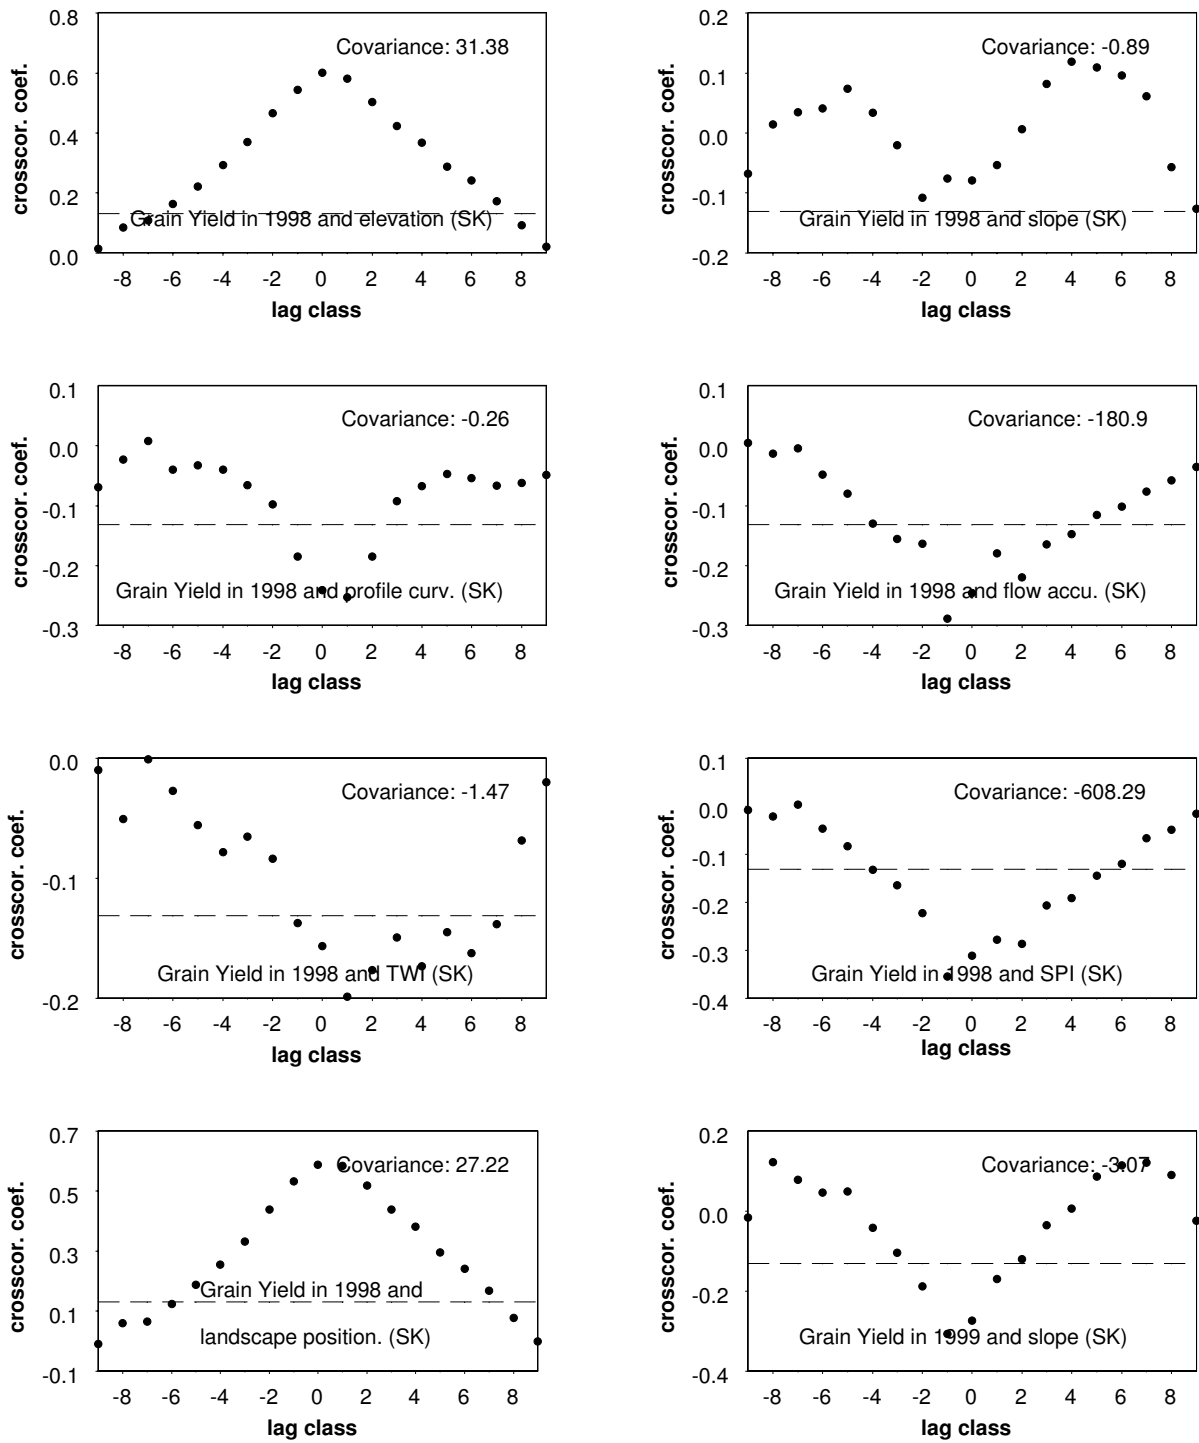 0.8
0.6
0.4
0.2
0.0
crosscor. coef.
Covariance: 31.38
Grain Yield in 1998 and elevation (SK)
-8 -6 -4 -2 0 2 4 6 8
lag class
0.2
0.1
0.0
-0.1
-0.2
crosscor. coef.
Covariance: -0.89
Grain Yield in 1998 and slope (SK)
-8 -6 -4 -2 0 2 4 6 8
lag class
0.1
0.0
-0.1
-0.2
-0.3
crosscor. coef.
Covariance: -0.26
Grain Yield in 1998 and profile curv. (SK)
-8 -6 -4 -2 0 2 4 6 8
lag class
0.1
0.0
-0.1
-0.2
-0.3
crosscor. coef.
Covariance: -180.9
Grain Yield in 1998 and flow accu. (SK)
-8 -6 -4 -2 0 2 4 6 8
lag class
0.0
-0.1
-0.2
crosscor. coef.
Covariance: -1.47
Grain Yield in 1998 and TWI (SK)
-8 -6 -4 -2 0 2 4 6 8
lag class
0.1
0.0
-0.1
-0.2
-0.3
-0.4
crosscor. coef.
Covariance: -608.29
Grain Yield in 1998 and SPI (SK)
-8 -6 -4 -2 0 2 4 6 8
lag class
0.7
0.5
0.3
0.1
-0.1
crosscor. coef.
Covariance: 27.22
Grain Yield in 1998 and
landscape position. (SK)
-8 -6 -4 -2 0 2 4 6 8
lag class
0.2
0.0
-0.2
-0.4
crosscor. coef.
Covariance: -3.07
Grain Yield in 1999 and slope (SK)
-8 -6 -4 -2 0 2 4 6 8
lag class